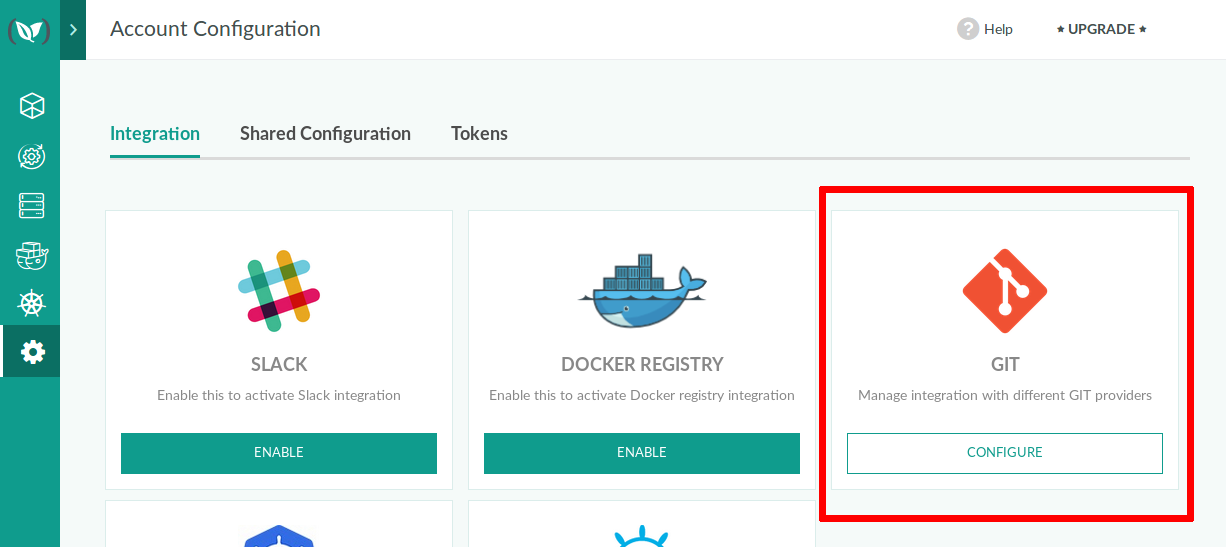 Account Configuration
? Help
★ UPGRADE ★
Integration
Shared Configuration
Tokens
SLACK
Enable this to activate Slack integration
ENABLE
DOCKER REGISTRY
Enable this to activate Docker registry integration
ENABLE
GIT
Manage integration with different GIT providers
CONFIGURE